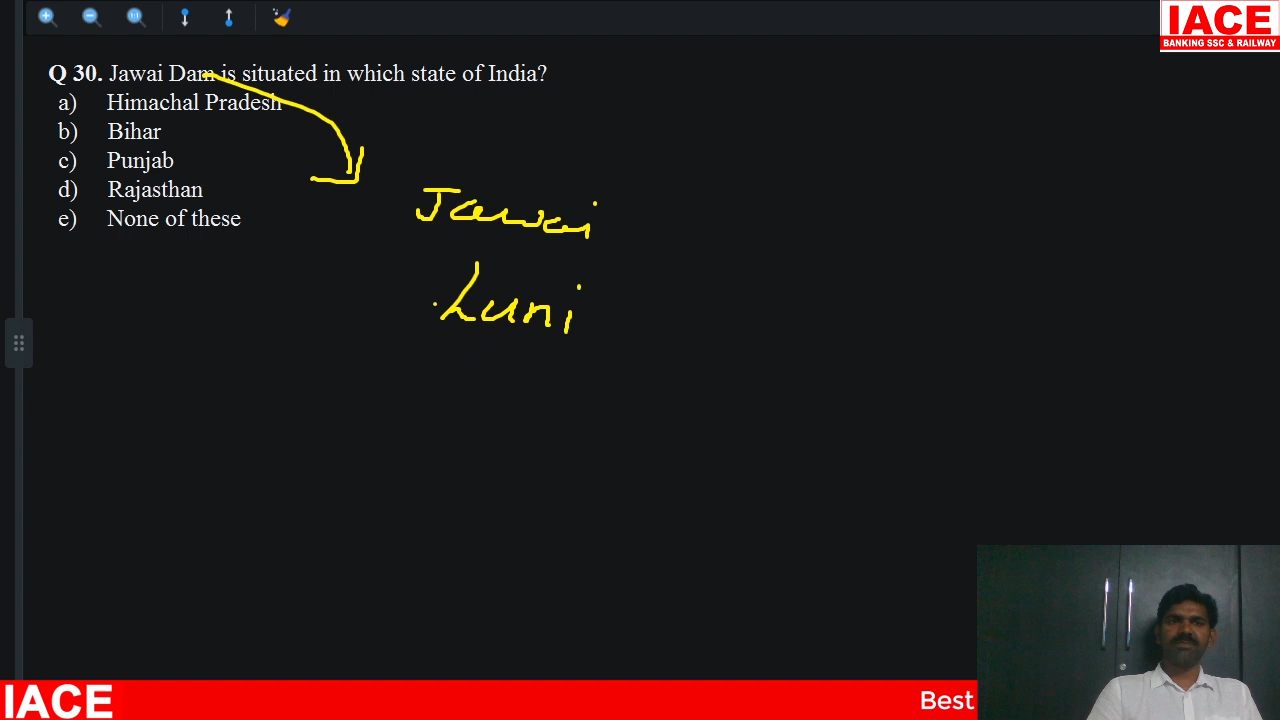 IACE
BANKING SSC & RAILWAY
Q 30. Jawai Dam is situated in which state of India?
a) Himachal Pradesh
b) Bihar
c) Punjab
d) Rajasthan
e) None of these
Jawai
Luni
IACE
Best